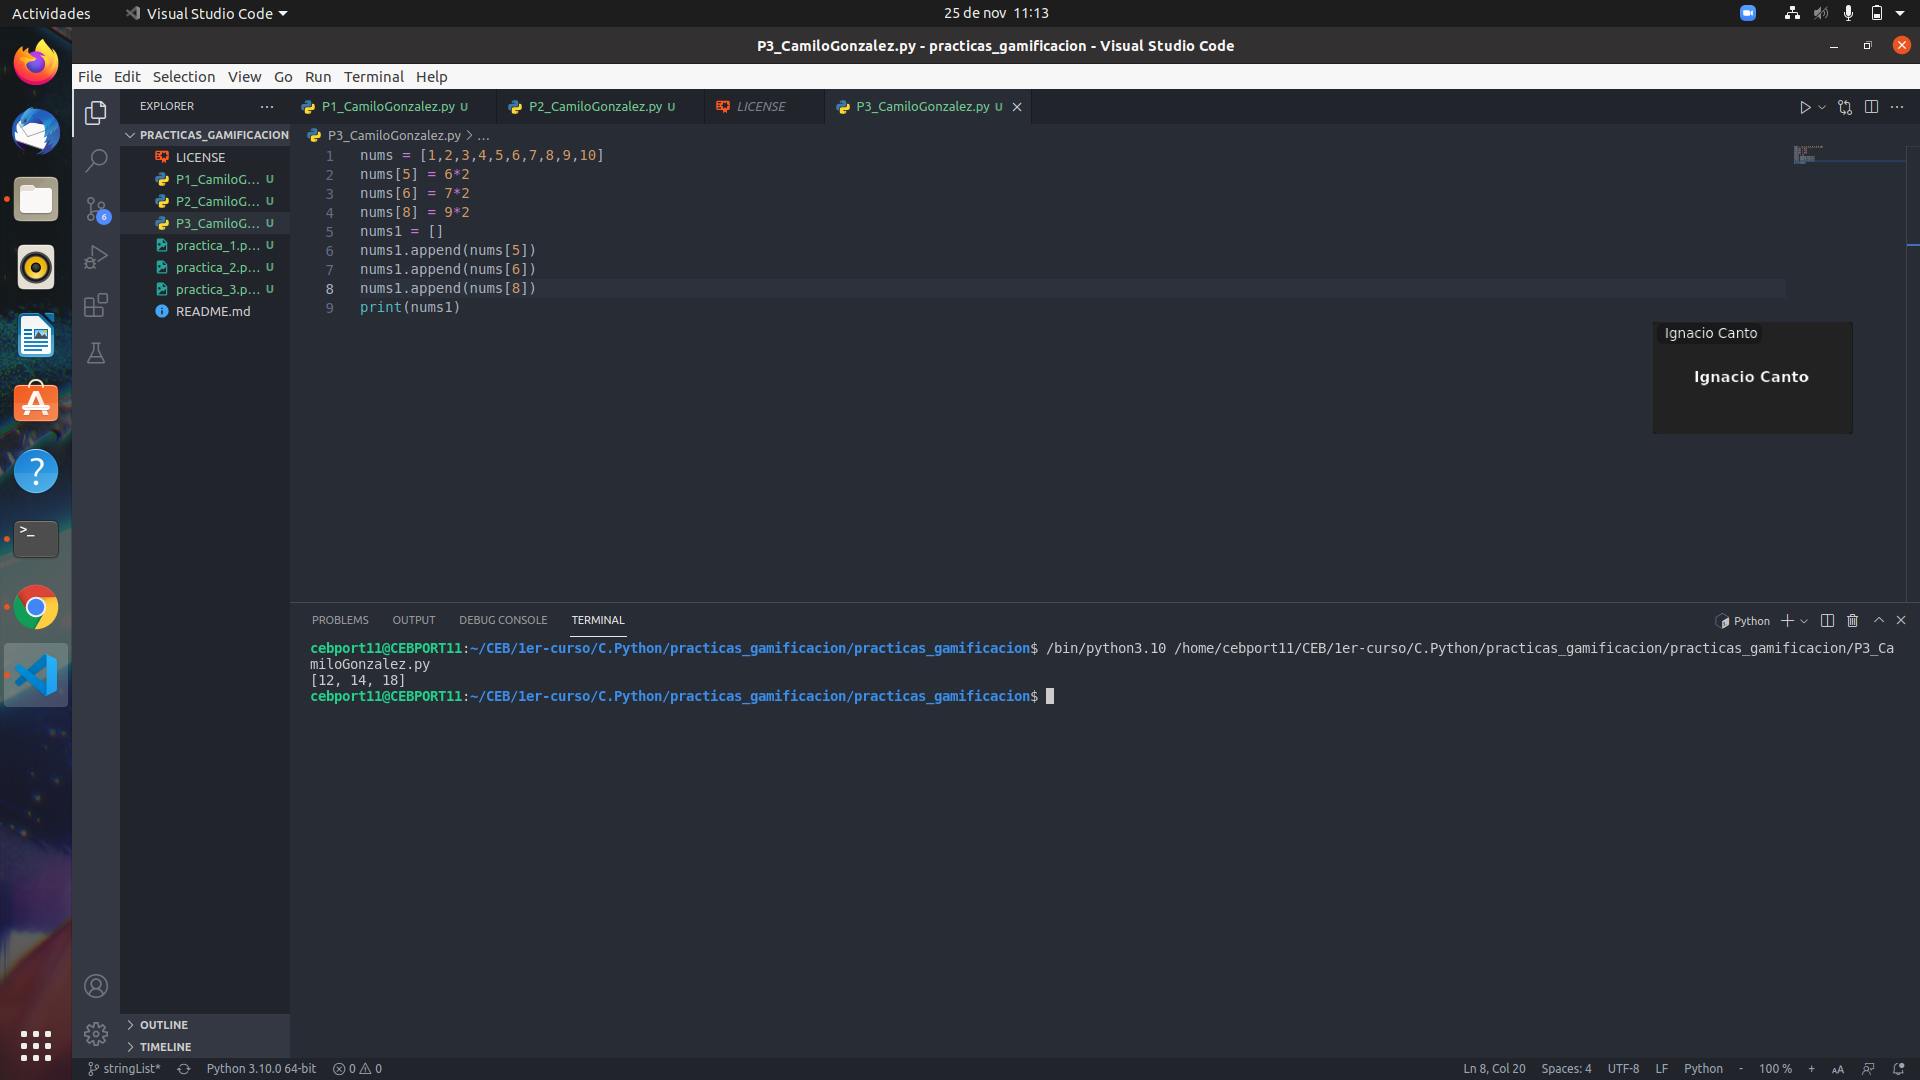 Actividades
Visual Studio Code
25 de nov 11:13
P3_CamiloGonzalez.py - practicas_gamificacion - Visual Studio Code
File Edit Selection View Go Run Terminal Help
EXPLORER
P1_CamiloGonzalez.py U
P2_CamiloGonzalez.py U
LICENSE
P3_CamiloGonzalez.py U
PRACTICAS_GAMIFICACION
P3_CamiloGonzalez.py > ...
LICENSE
P1_CamiloG... U
P2_CamiloG... U
P3_CamiloG... U
practica_1.p... U
practica_2.p... U
practica_3.p... U
README.md
6
1 nums = [1,2,3,4,5,6,7,8,9,10]
2 nums[5] = 6*2
3 nums[6] = 7*2
4 nums[8] = 9*2
5 nums1 = []
6 nums1.append(nums[5])
7 nums1.append(nums[6])
8 nums1.append(nums[8])
9 print(nums1)
Ignacio Canto
Ignacio Canto
PROBLEMS OUTPUT DEBUG CONSOLE TERMINAL
Python
cebport11@CEBPORT11:~/CEB/1er-curso/C.Python/practicas_gamificacion/practicas_gamificacion$ /bin/python3.10 /home/cebport11/CEB/1er-curso/C.Python/practicas_gamificacion/practicas_gamificacion/P3_Ca
miloGonzalez.py
[12, 14, 18]
cebport11@CEBPORT11:~/CEB/1er-curso/C.Python/practicas_gamificacion/practicas_gamificacion$
OUTLINE
TIMELINE
stringList* Python 3.10.0 64-bit 0 0
Ln 8, Col 20 Spaces: 4 UTF-8 LF Python - 100 % + AA